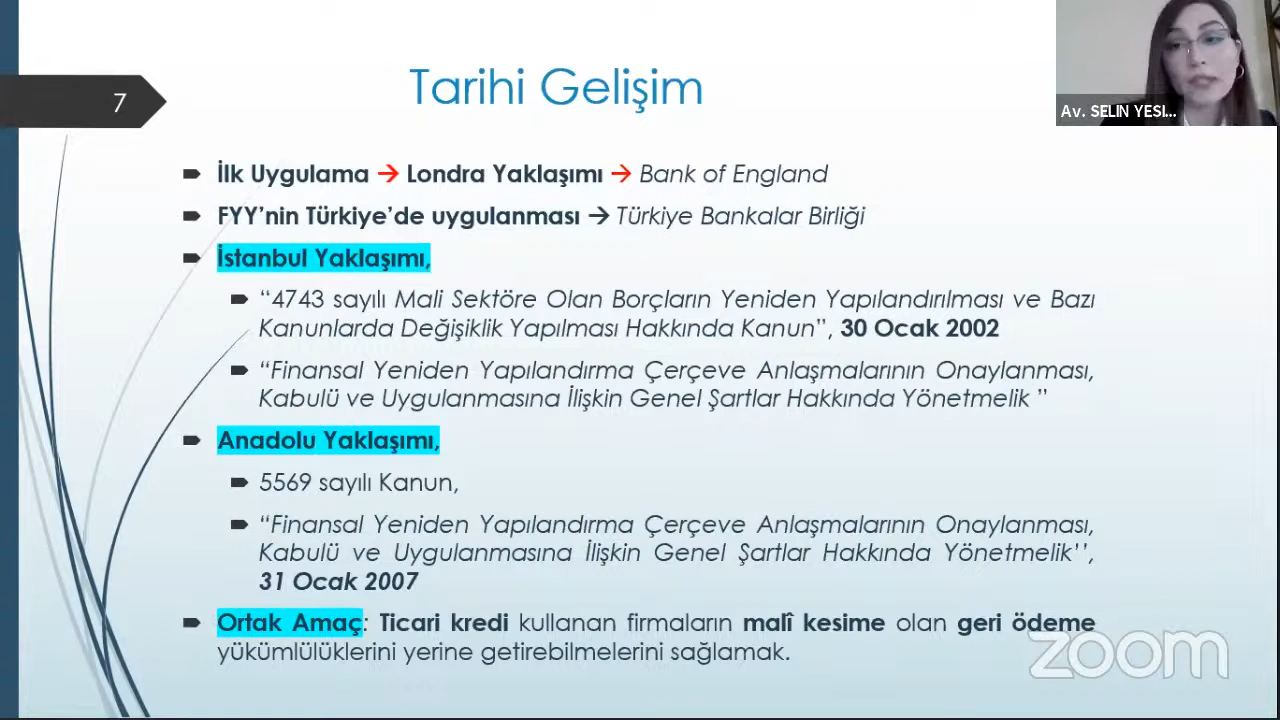 7
Tarihi Gelişim
Av. SELIN YESI...
İlk Uygulama → Londra Yaklaşımı → Bank of England
FYY’nin Türkiye’de uygulanması → Türkiye Bankalar Birliği
İstanbul Yaklaşımı,
“4743 sayılı Mali Sektöre Olan Borçların Yeniden Yapılandırılması ve Bazı
Kanunlarda Değişiklik Yapılması Hakkında Kanun”, 30 Ocak 2002
“Finansal Yeniden Yapılandırma Çerçeve Anlaşmalarının Onaylanması,
Kabulü ve Uygulanmasına İlişkin Genel Şartlar Hakkında Yönetmelik ”
Anadolu Yaklaşımı,
5569 sayılı Kanun,
“Finansal Yeniden Yapılandırma Çerçeve Anlaşmalarının Onaylanması,
Kabulü ve Uygulanmasına İlişkin Genel Şartlar Hakkında Yönetmelik’’,
31 Ocak 2007
Ortak Amaç: Ticari kredi kullanan firmaların malî kesime olan geri ödeme
yükümlülüklerini yerine getirebilmelerini sağlamak.
zoom